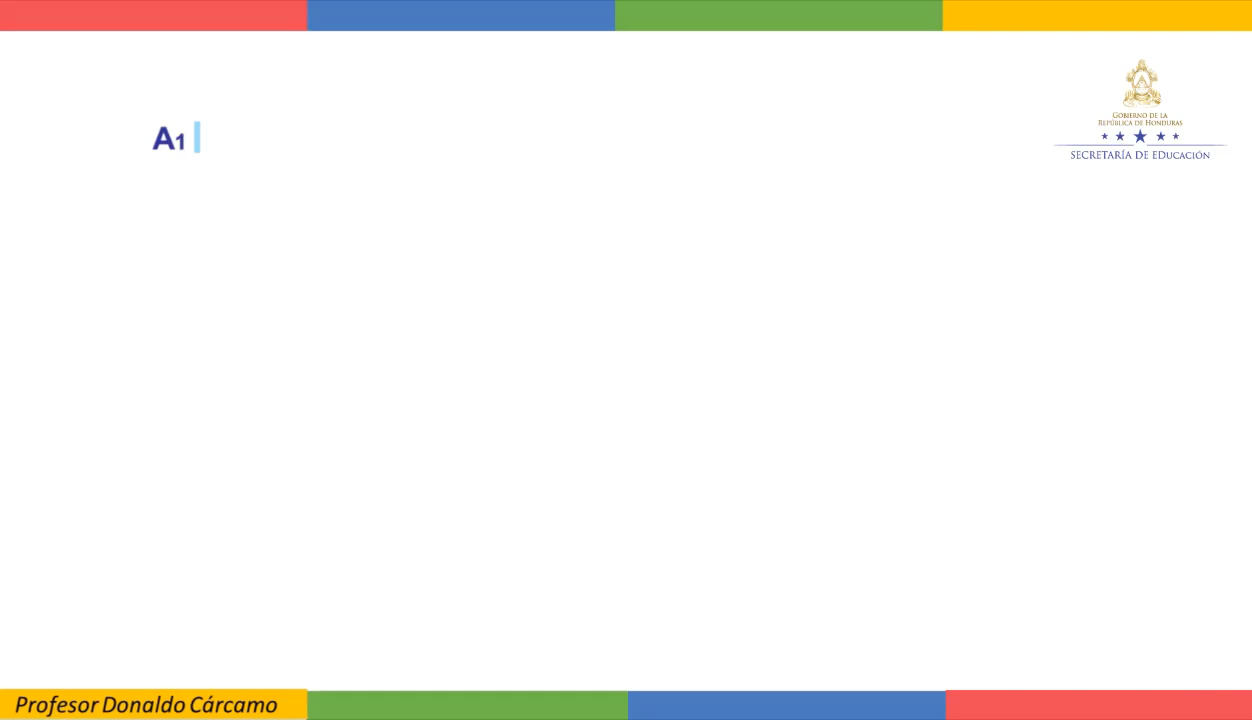 A1
GOBIERNO DE LA
REPÚBLICA DE HONDURAS
SECRETARÍA DE EDUCACIÓN
Profesor Donaldo Cárcamo